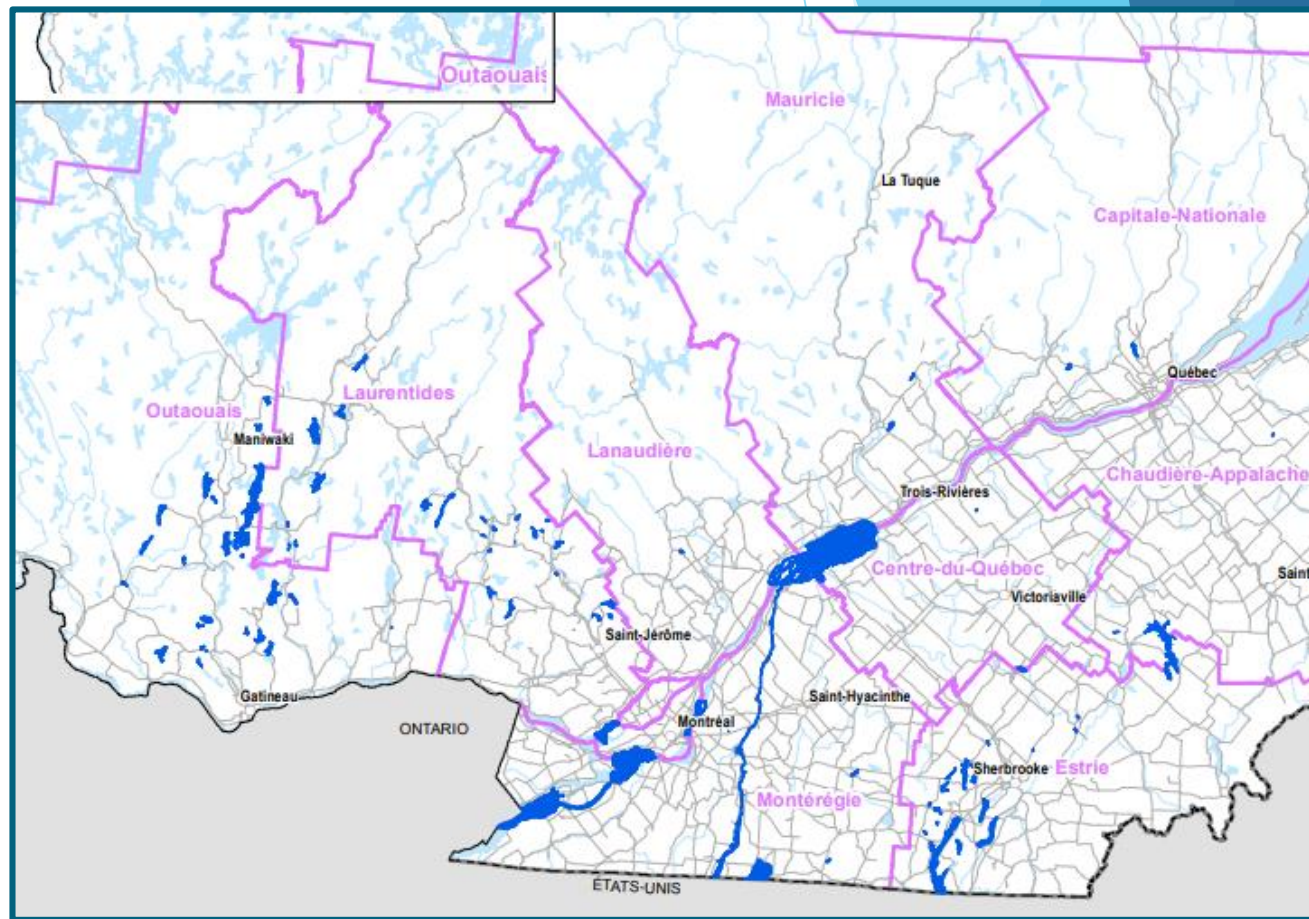 Outaouais
Mauricie
La Tuque
Capitale-Nationale
Québec
Laurentides
Outaouais
Maniwaki
Lanaudière
Chaudière-Appalache
Trois-Rivières
Centre-du-Québec
Saint
Victoriaville
Saint-Jérôme
Gatineau
Saint-Hyacinthe
Montréal
ONTARIO
Sherbrooke
Estrie
Montérégie
ÉTATS-UNIS